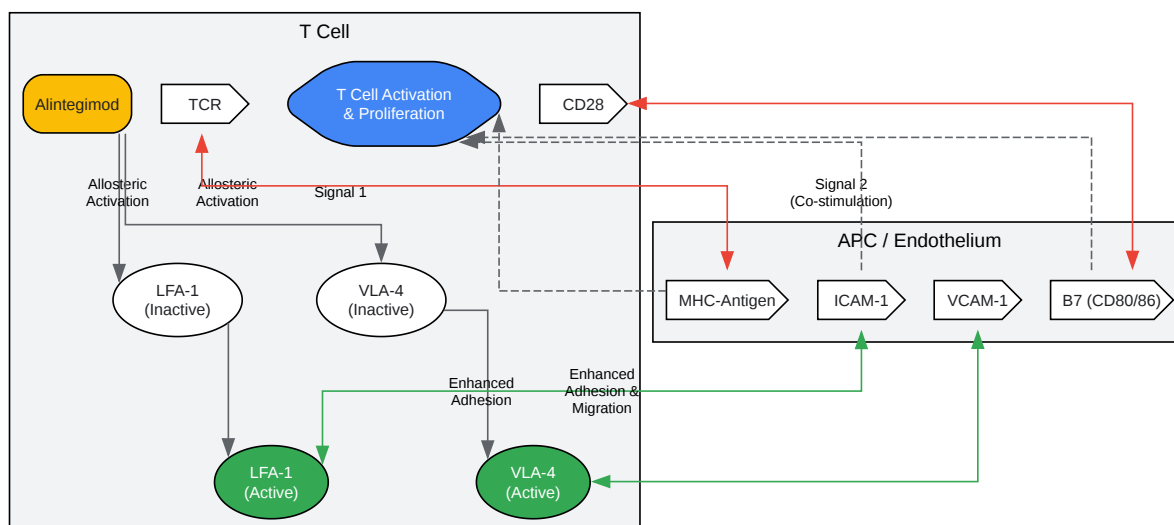 T Cell
Alintegimod
TCR
T Cell Activation
& Proliferation
CD28
Allosteric
Activation
Allosteric
Activation
Signal 1
Signal 2
(Co-stimulation)
APC / Endothelium
LFA-1
(Inactive)
VLA-4
(Inactive)
MHC-Antigen
ICAM-1
VCAM-1
B7 (CD80/86)
Enhanced
Adhesion
Enhanced
Adhesion &
Migration
LFA-1
(Active)
VLA-4
(Active)